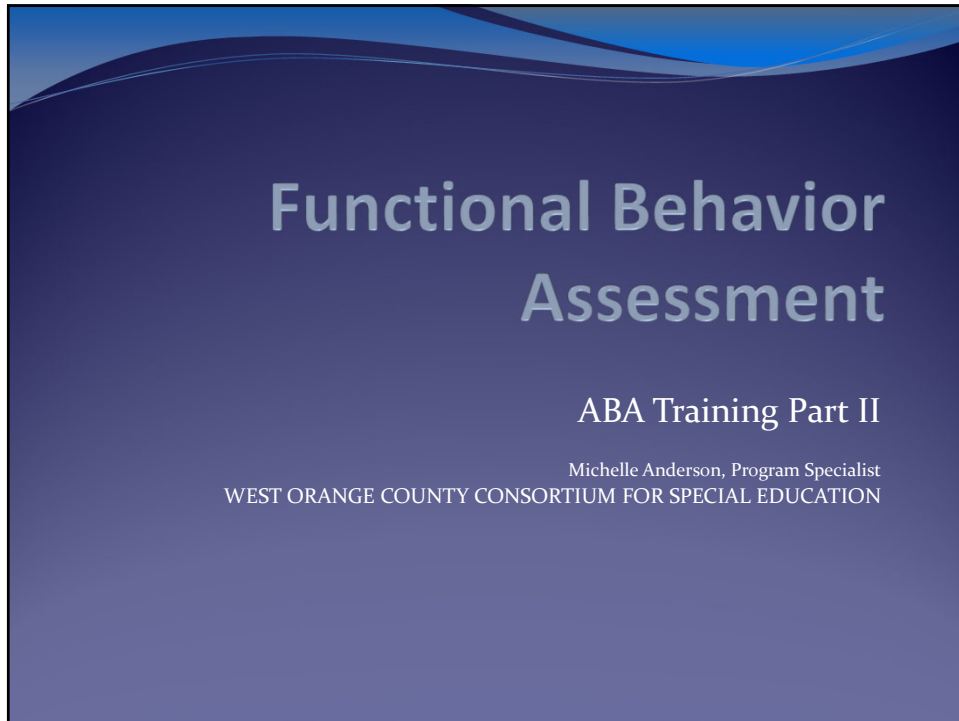 Functional Behavior
Assessment
ABA Training Part II
Michelle Anderson, Program Specialist
WEST ORANGE COUNTY CONSORTIUM FOR SPECIAL EDUCATION